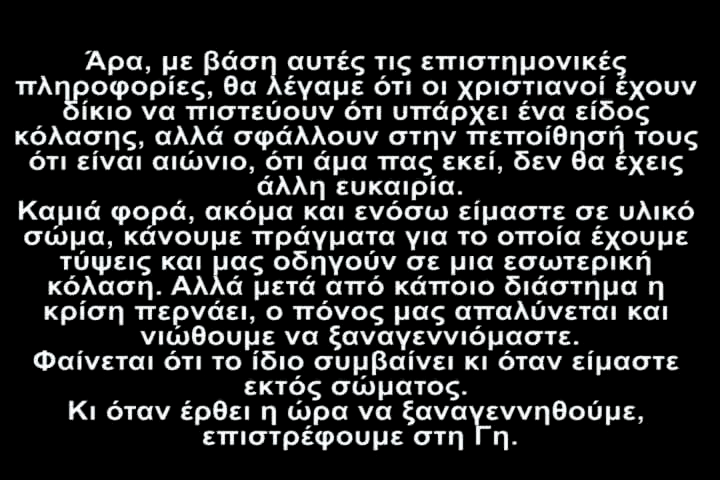 Άρα, με βάση αυτές τις επιστημονικές
πληροφορίες, θα λέγαμε ότι οι χριστιανοί έχουν
δίκιο να πιστεύουν ότι υπάρχει ένα είδος
κόλασης, αλλά σφάλλουν στην πεποίθησή τους
ότι είναι αιώνιο, ότι άμα πας εκεί, δεν θα έχεις
άλλη ευκαιρία.
Καμιά φορά, ακόμα και ενόσω είμαστε σε υλικό
σώμα, κάνουμε πράγματα για το οποία έχουμε
τύψεις και μας οδηγούν σε μια εσωτερική
κόλαση. Αλλά μετά από κάποιο διάστημα η
κρίση περνάει, ο πόνος μας απαλύνεται και
νιώθουμε να ξαναγεννιόμαστε.
Φαίνεται ότι το ίδιο συμβαίνει κι όταν είμαστε
εκτός σώματος.
Κι όταν έρθει η ώρα να ξαναγεννηθούμε,
επιστρέφουμε στη Γη.